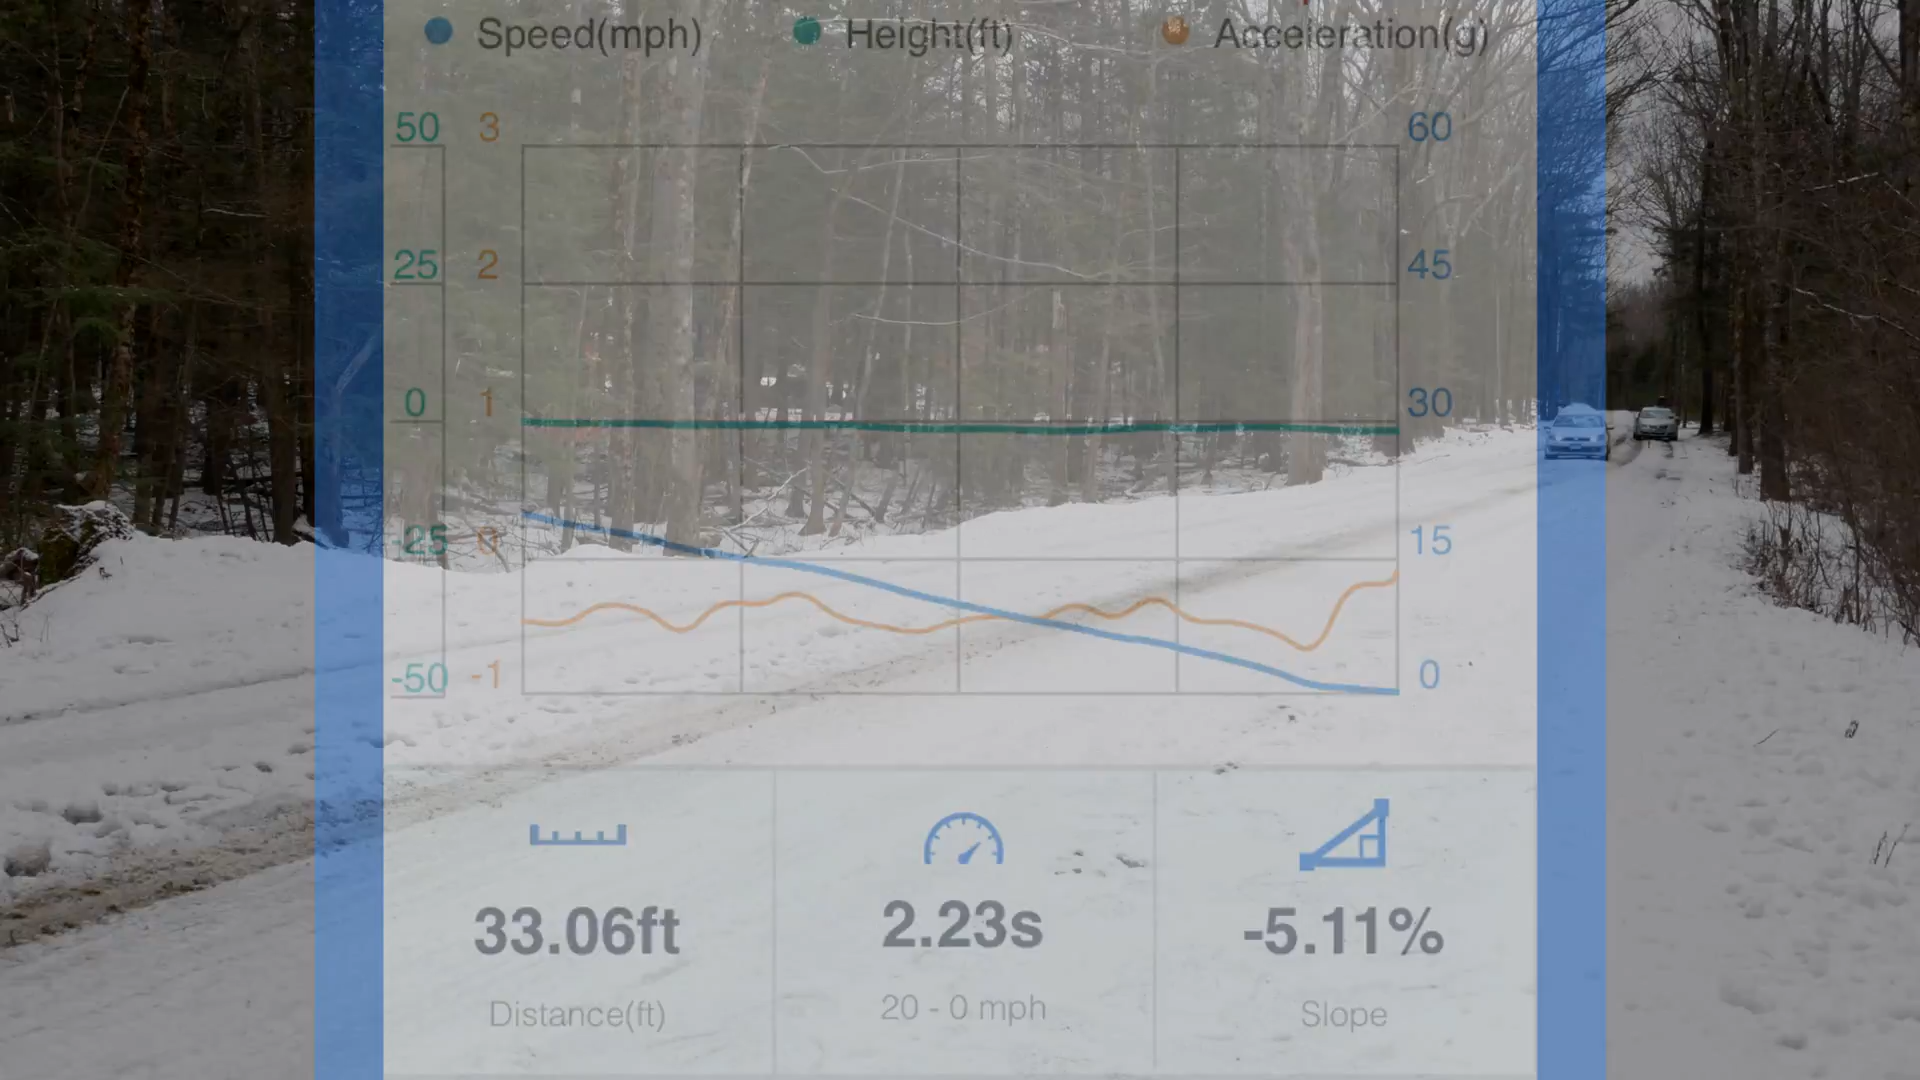 Speed(mph) Height(ft) Acceleration(g)
50 3 60
25 2 45
0 1 30
-25 0 15
-50 -1 0
33.06ft 2.23s -5.11%
Distance(ft) 20 - 0 mph Slope